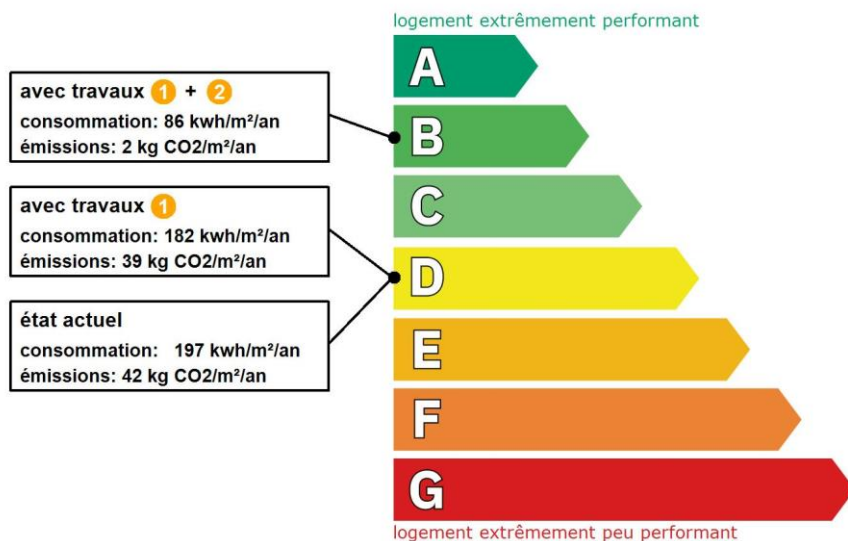 logement extrêmement performant
A
avec travaux 1 + 2
consommation: 86 kwh/m²/an
émissions: 2 kg CO2/m²/an
B
C
avec travaux 1
consommation: 182 kwh/m²/an
émissions: 39 kg CO2/m²/an
D
état actuel
consommation: 197 kwh/m²/an
émissions: 42 kg CO2/m²/an
E
F
G
logement extrêmement peu performant